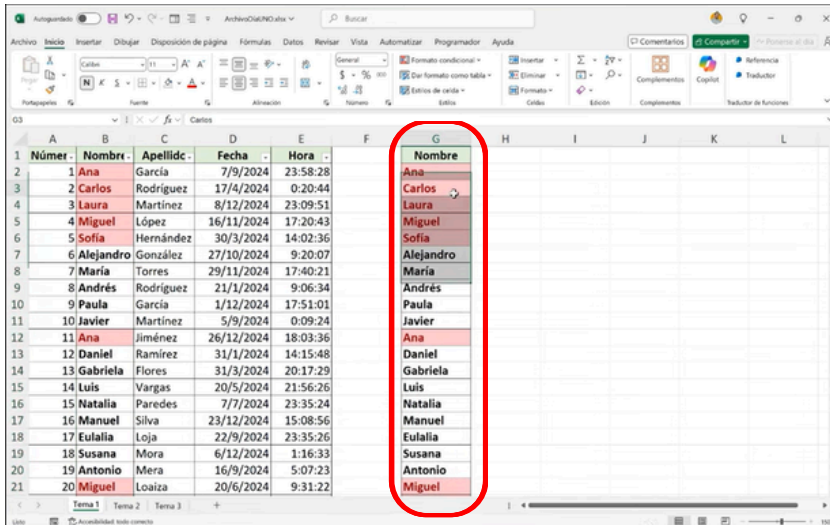 Autoguardado ArchivoDiaUNO.xlsx Buscar
Archivo Inicio Insertar Dibujar Disposición de página Fórmulas Datos Revisar Vista Automatizar Programador Ayuda Comentarios Compartir
Pegar Calibri 11 General Formato condicional Insertar Referencia
N K S $ % 000 Dar formato como tabla Eliminar Complementos Copilot Traductor
Estilos de celda Formato
Portapapeles Fuente Alineación Número Estilos Celdas Edición Complementos Traductor de funciones
G3 fx Carlos
A B C D E F G H I J K L
1 Númer Nombre Apellido Fecha Hora Nombre
2 1 Ana García 7/9/2024 23:58:28 Ana
3 2 Carlos Rodríguez 17/4/2024 0:20:44 Carlos
4 3 Laura Martínez 8/12/2024 23:09:51 Laura
5 4 Miguel López 16/11/2024 17:20:43 Miguel
6 5 Sofía Hernández 30/3/2024 14:02:36 Sofía
7 6 Alejandro González 27/10/2024 9:20:07 Alejandro
8 7 María Torres 29/11/2024 17:40:21 María
9 8 Andrés Rodríguez 21/1/2024 9:06:34 Andrés
10 9 Paula García 1/12/2024 17:51:01 Paula
11 10 Javier Martínez 5/9/2024 0:09:24 Javier
12 11 Ana Jiménez 26/12/2024 18:03:36 Ana
13 12 Daniel Ramírez 31/1/2024 14:15:48 Daniel
14 13 Gabriela Flores 31/3/2024 20:17:29 Gabriela
15 14 Luis Vargas 20/5/2024 21:56:26 Luis
16 15 Natalia Paredes 7/7/2024 23:35:24 Natalia
17 16 Manuel Silva 23/12/2024 15:08:56 Manuel
18 17 Eulalia Loja 22/9/2024 23:35:26 Eulalia
19 18 Susana Mora 6/12/2024 1:16:33 Susana
20 19 Antonio Mera 16/9/2024 5:07:23 Antonio
21 20 Miguel Loaiza 20/6/2024 9:31:22 Miguel
Tema 1 Tema 2 Tema 3 +
Listo Accesibilidad: todo correcto